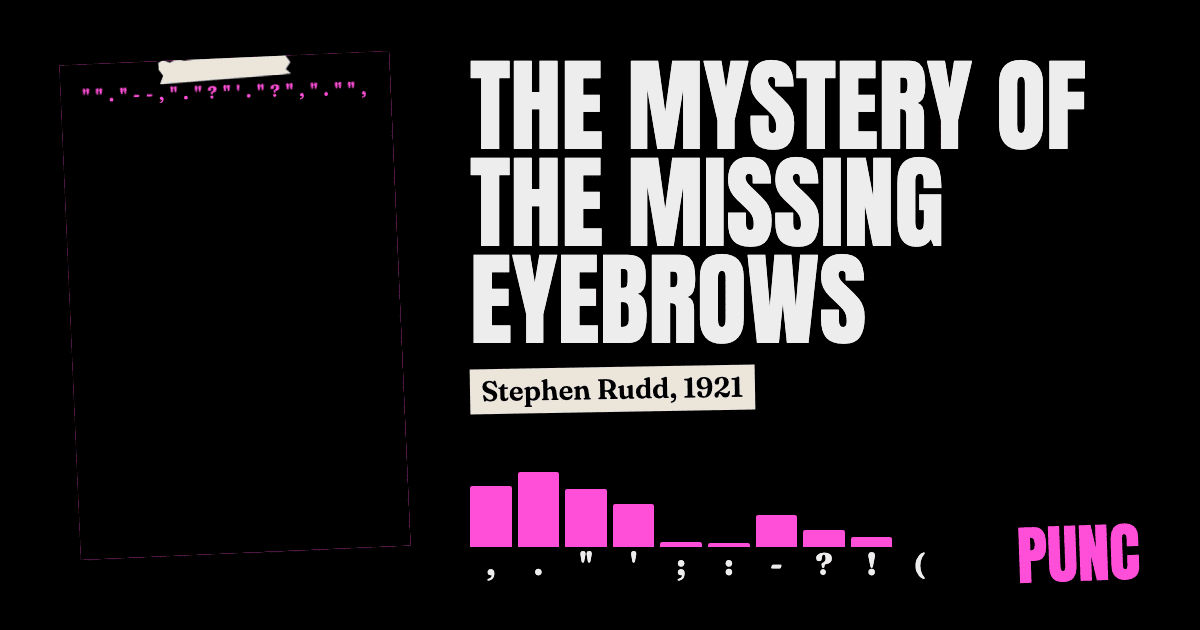 ""."--,"."?"'."?","."",
THE MYSTERY OF
THE MISSING
EYEBROWS
Stephen Rudd, 1921
, . " ' ; : - ? ! (
PUNC